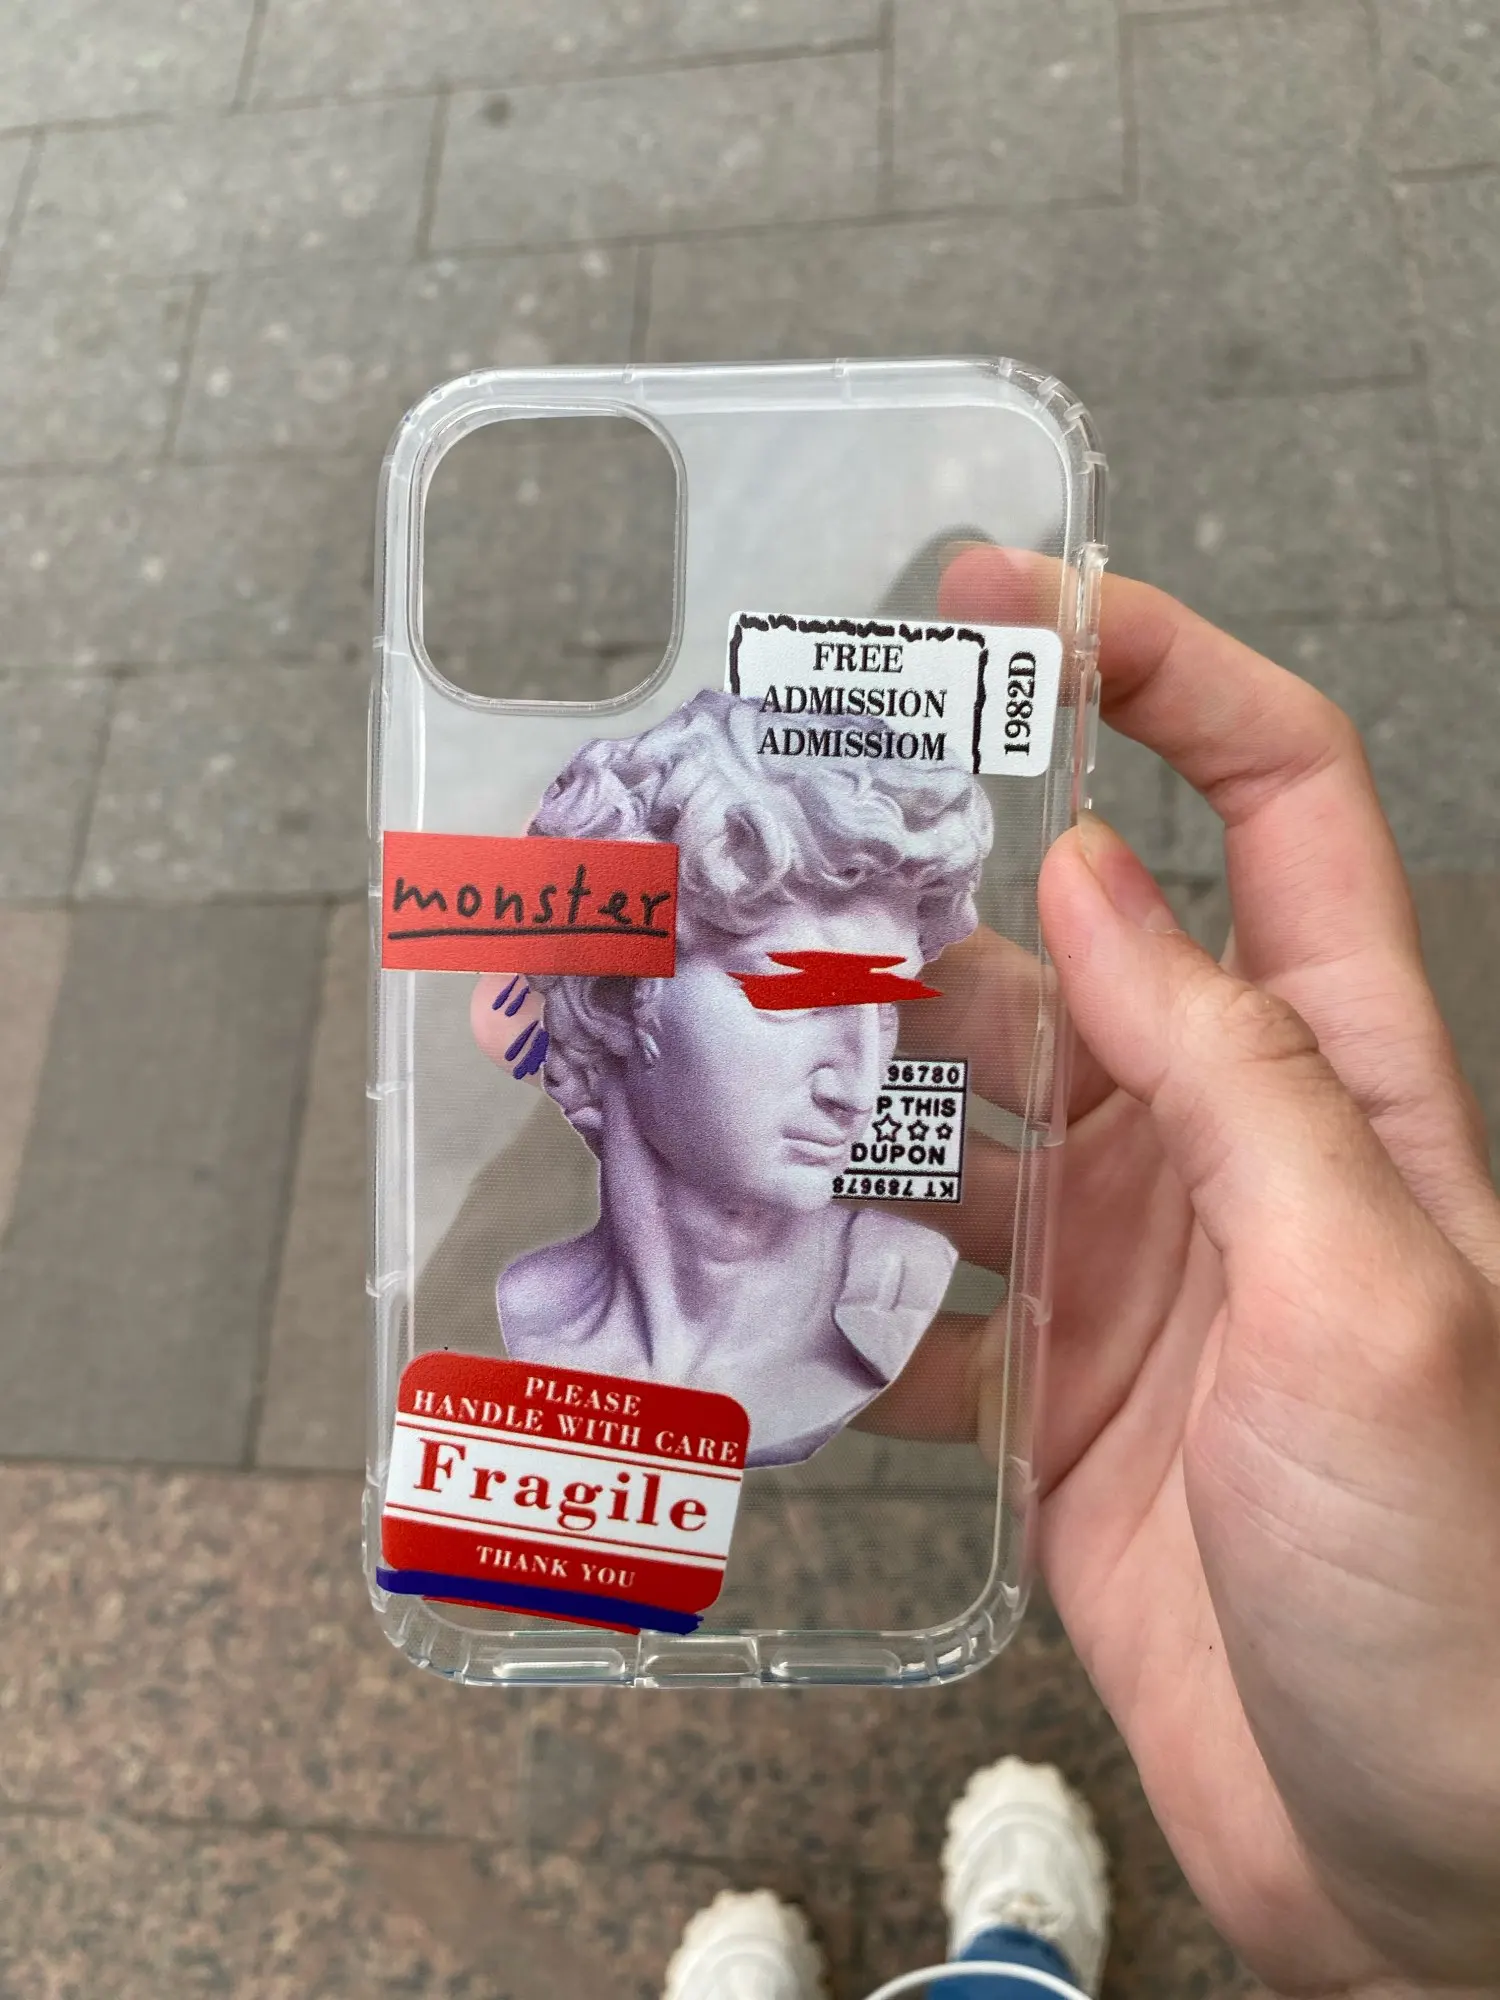 FREE
ADMISSION
ADMISSIOM
1982D
monster
96780
P THIS
DUPON
KT 789678
PLEASE
HANDLE WITH CARE
Fragile
THANK YOU